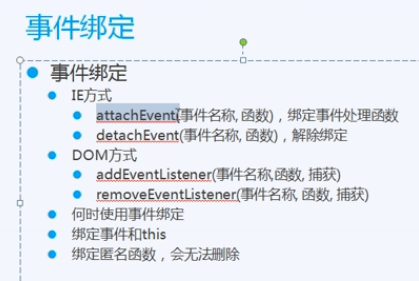 事件绑定
事件绑定
IE方式
attachEvent(事件名称, 函数)，绑定事件处理函数
detachEvent(事件名称, 函数)，解除绑定
DOM方式
addEventListener(事件名称,函数, 捕获)
removeEventListener(事件名称, 函数, 捕获)
何时使用事件绑定
绑定事件和this
绑定匿名函数，会无法删除